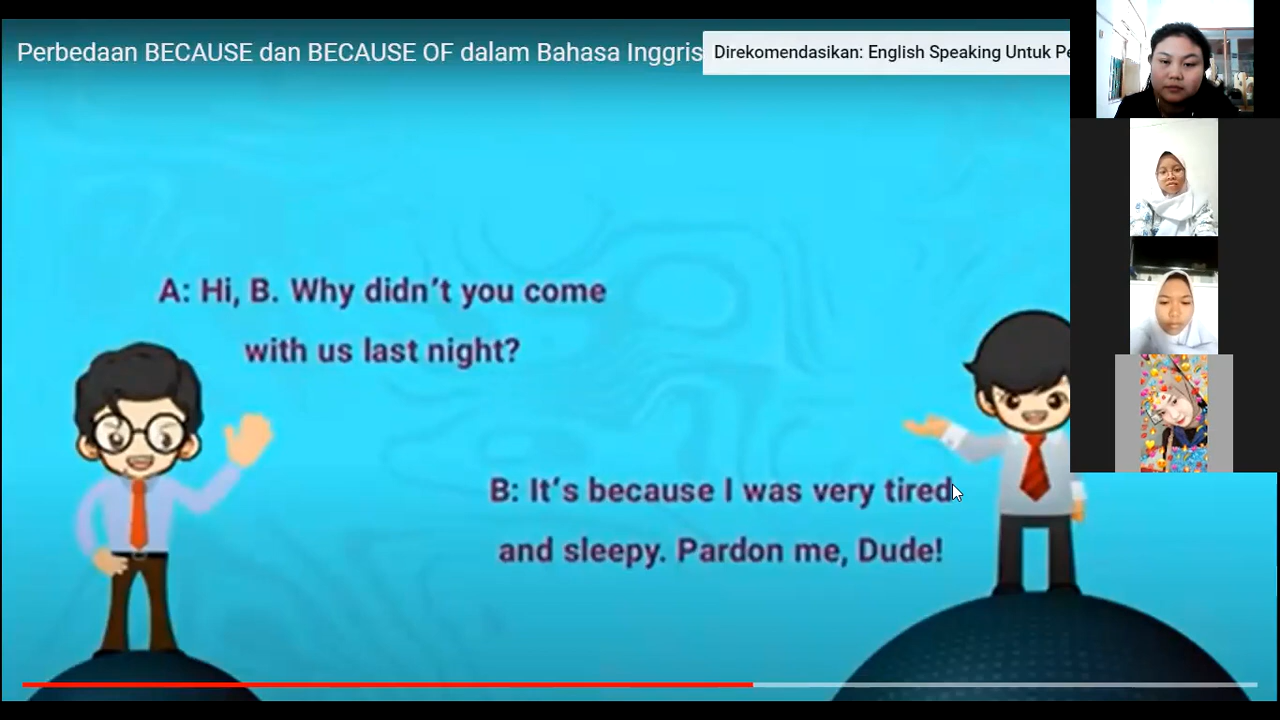 Perbedaan BECAUSE dan BECAUSE OF dalam Bahasa Inggris
Direkomendasikan: English Speaking Untuk
A: Hi, B. Why didn't you come
with us last night?
B: It's because I was very tired
and sleepy. Pardon me, Dude!